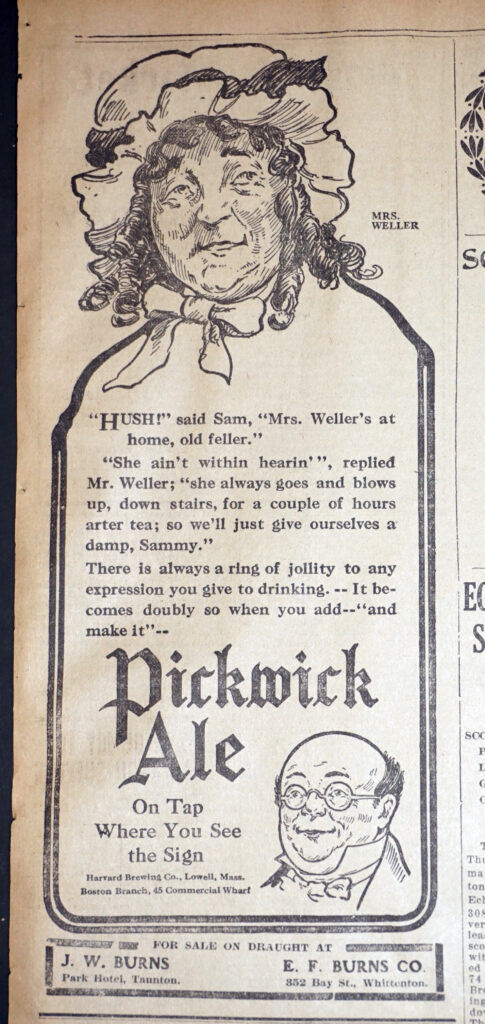 MRS.
WELLER
"HUSH!" said Sam, "Mrs. Weller's at
home, old feller."
"She ain't within hearin'", replied
Mr. Weller; "she always goes and blows
up, down stairs, for a couple of hours
arter tea; so we'll just give ourselves a
damp, Sammy."
There is always a ring of jollity to any
expression you give to drinking. -- It be-
comes doubly so when you add--"and
make it"--
Pickwick
Ale
On Tap
Where You See
the Sign
Harvard Brewing Co., Lowell, Mass.
Boston Branch, 45 Commercial Wharf
FOR SALE ON DRAUGHT AT
J. W. BURNS
Park Hotel, Taunton.
E. F. BURNS CO.
352 Bay St., Whittenton.